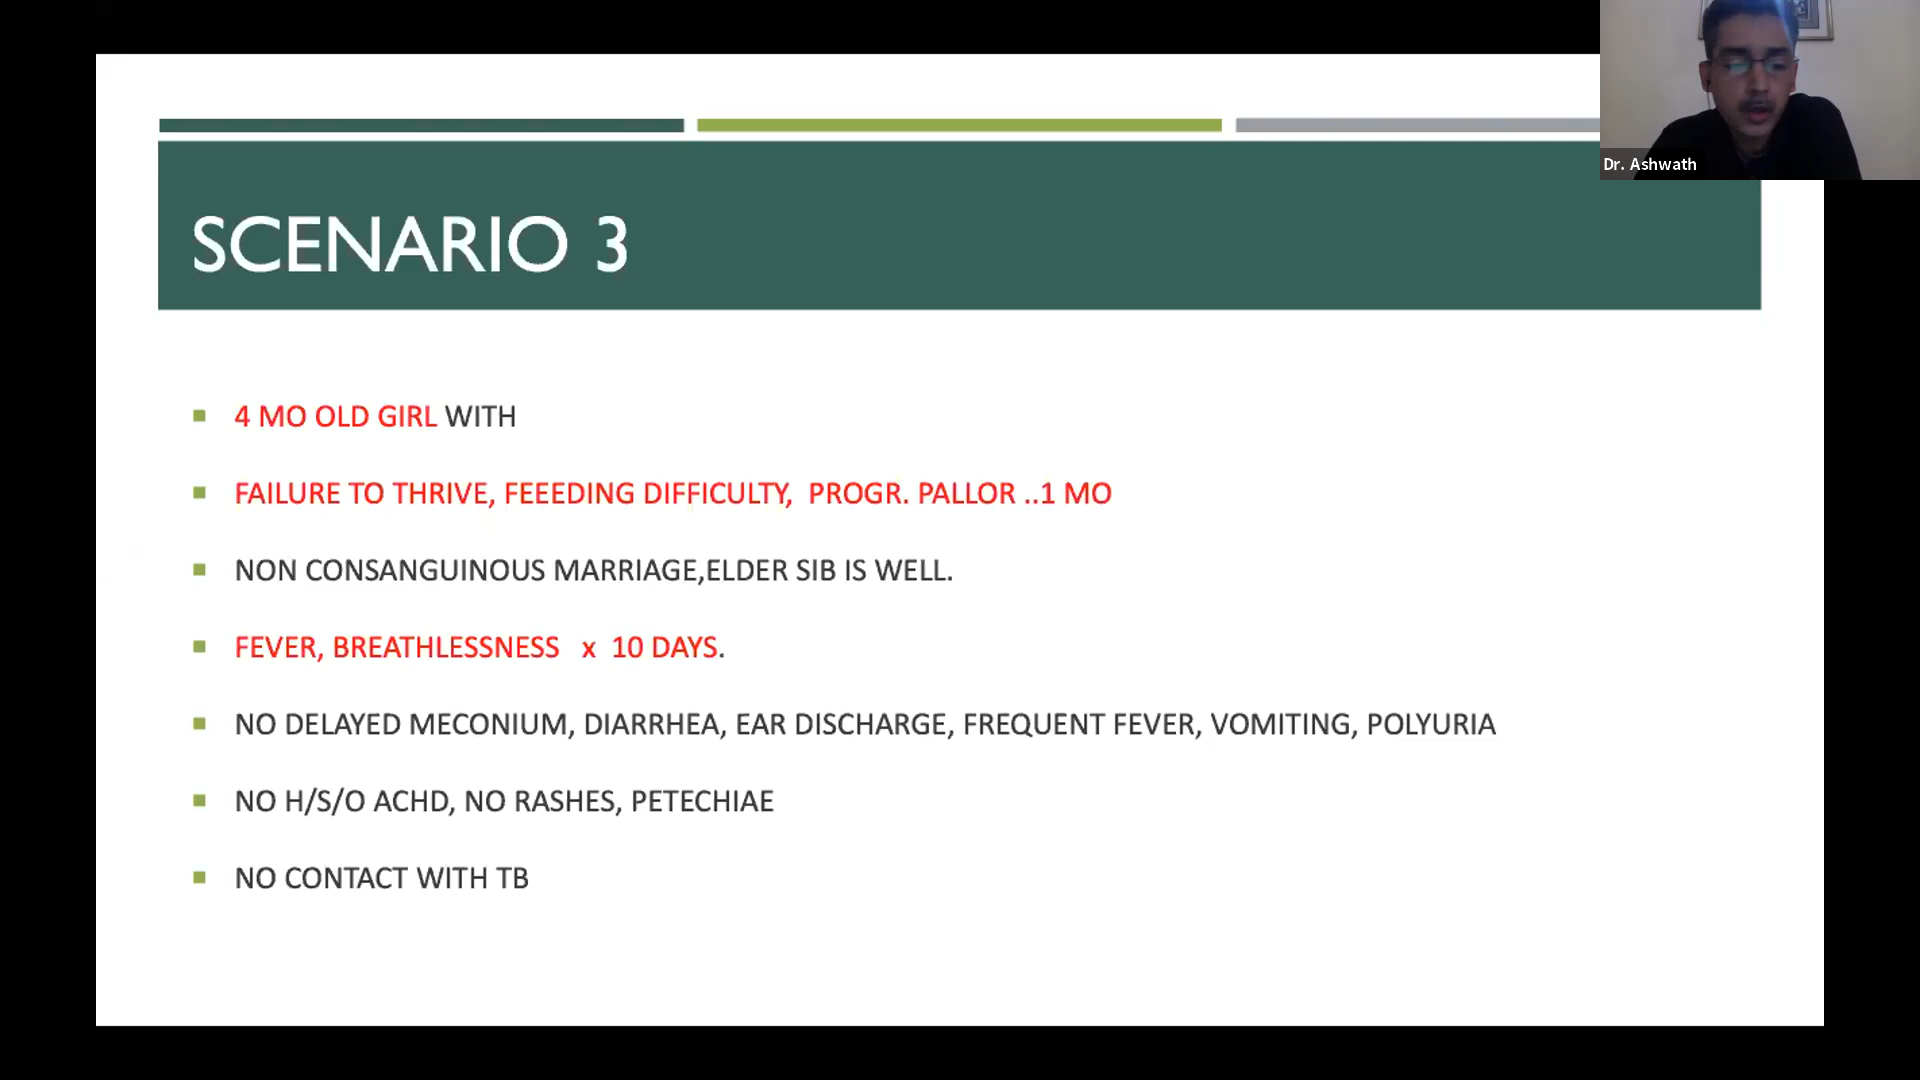 Dr. Ashwath
SCENARIO 3
4 MO OLD GIRL WITH
FAILURE TO THRIVE, FEEEDING DIFFICULTY, PROGR. PALLOR ..1 MO
NON CONSANGUINOUS MARRIAGE,ELDER SIB IS WELL.
FEVER, BREATHLESSNESS x 10 DAYS.
NO DELAYED MECONIUM, DIARRHEA, EAR DISCHARGE, FREQUENT FEVER, VOMITING, POLYURIA
NO H/S/O ACHD, NO RASHES, PETECHIAE
NO CONTACT WITH TB